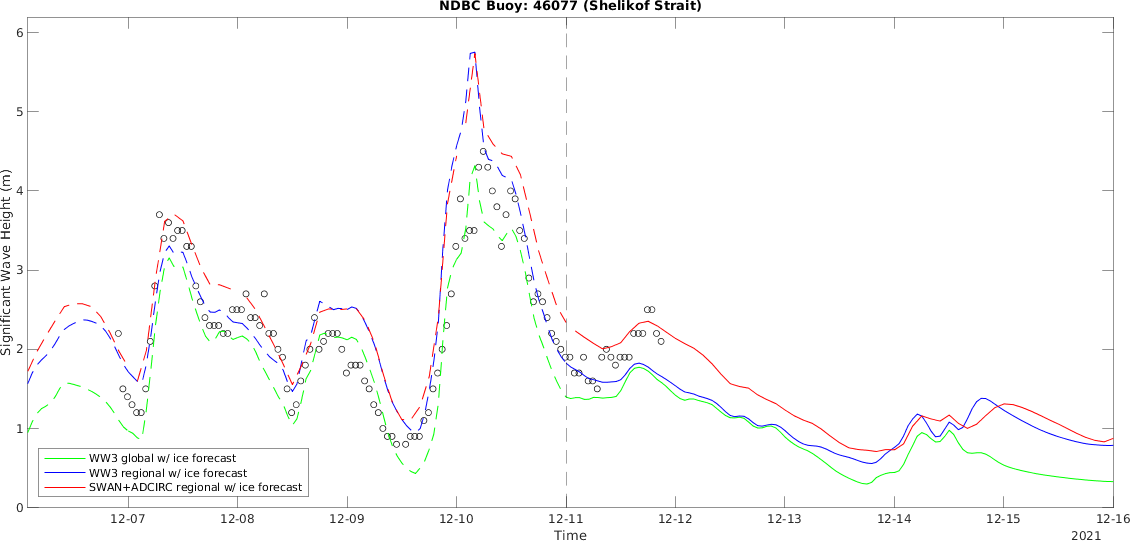 NDBC Buoy: 46077 (Shelikof Strait)
Significant Wave Height (m)
6
5
4
3
2
1
0
WW3 global w/ ice forecast
WW3 regional w/ ice forecast
SWAN+ADCIRC regional w/ ice forecast
12-07 12-08 12-09 12-10 12-11 12-12 12-13 12-14 12-15 12-16
Time
2021